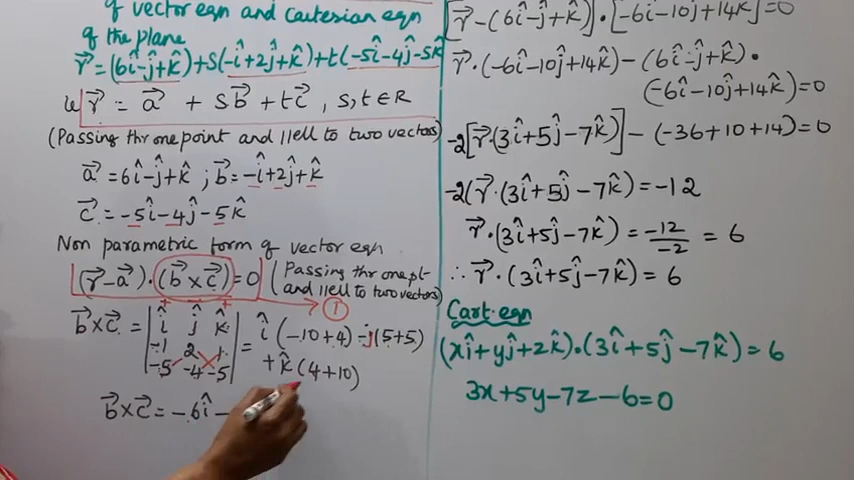 of vector eqn and cartesian eqn
of the plane
r⃗ = (6î-ĵ+k̂)+S(-î+2ĵ+k̂)+t(-5î-4ĵ-5k̂
r⃗ = a⃗ + sb⃗ + tc⃗, s,t∈R
(Passing thr one point and llell to two vectors)
a⃗ = 6î-ĵ+k̂ ; b⃗ = -î+2ĵ+k̂
c⃗ = -5î-4ĵ-5k̂
Non parametric form of vector eqn
(r⃗-a⃗)·(b⃗×c⃗)=0 (Passing thr one pt
and llell to two vectors)
①
b⃗×c⃗ = | î ĵ k̂ | = î(-10+4) -ĵ(5+5)
-1 2 1
-5 -4 -5
+k̂(4+10)
b⃗×c⃗ = -6î-
r⃗-(6î-ĵ+k̂)]·[-6î-10ĵ+14k̂]=0
r⃗·(-6î-10ĵ+14k̂)-(6î-ĵ+k̂)·
(-6î-10ĵ+14k̂)=0
-2[r⃗·(3î+5ĵ-7k̂)]-(-36+10+14)=0
-2(r⃗·(3î+5ĵ-7k̂)=-12
r⃗·(3î+5ĵ-7k̂)=-12/-2=6
∴ r⃗·(3î+5ĵ-7k̂)=6
Cart.eqn
(xî+yĵ+zk̂)·(3î+5ĵ-7k̂)=6
3x+5y-7z-6=0